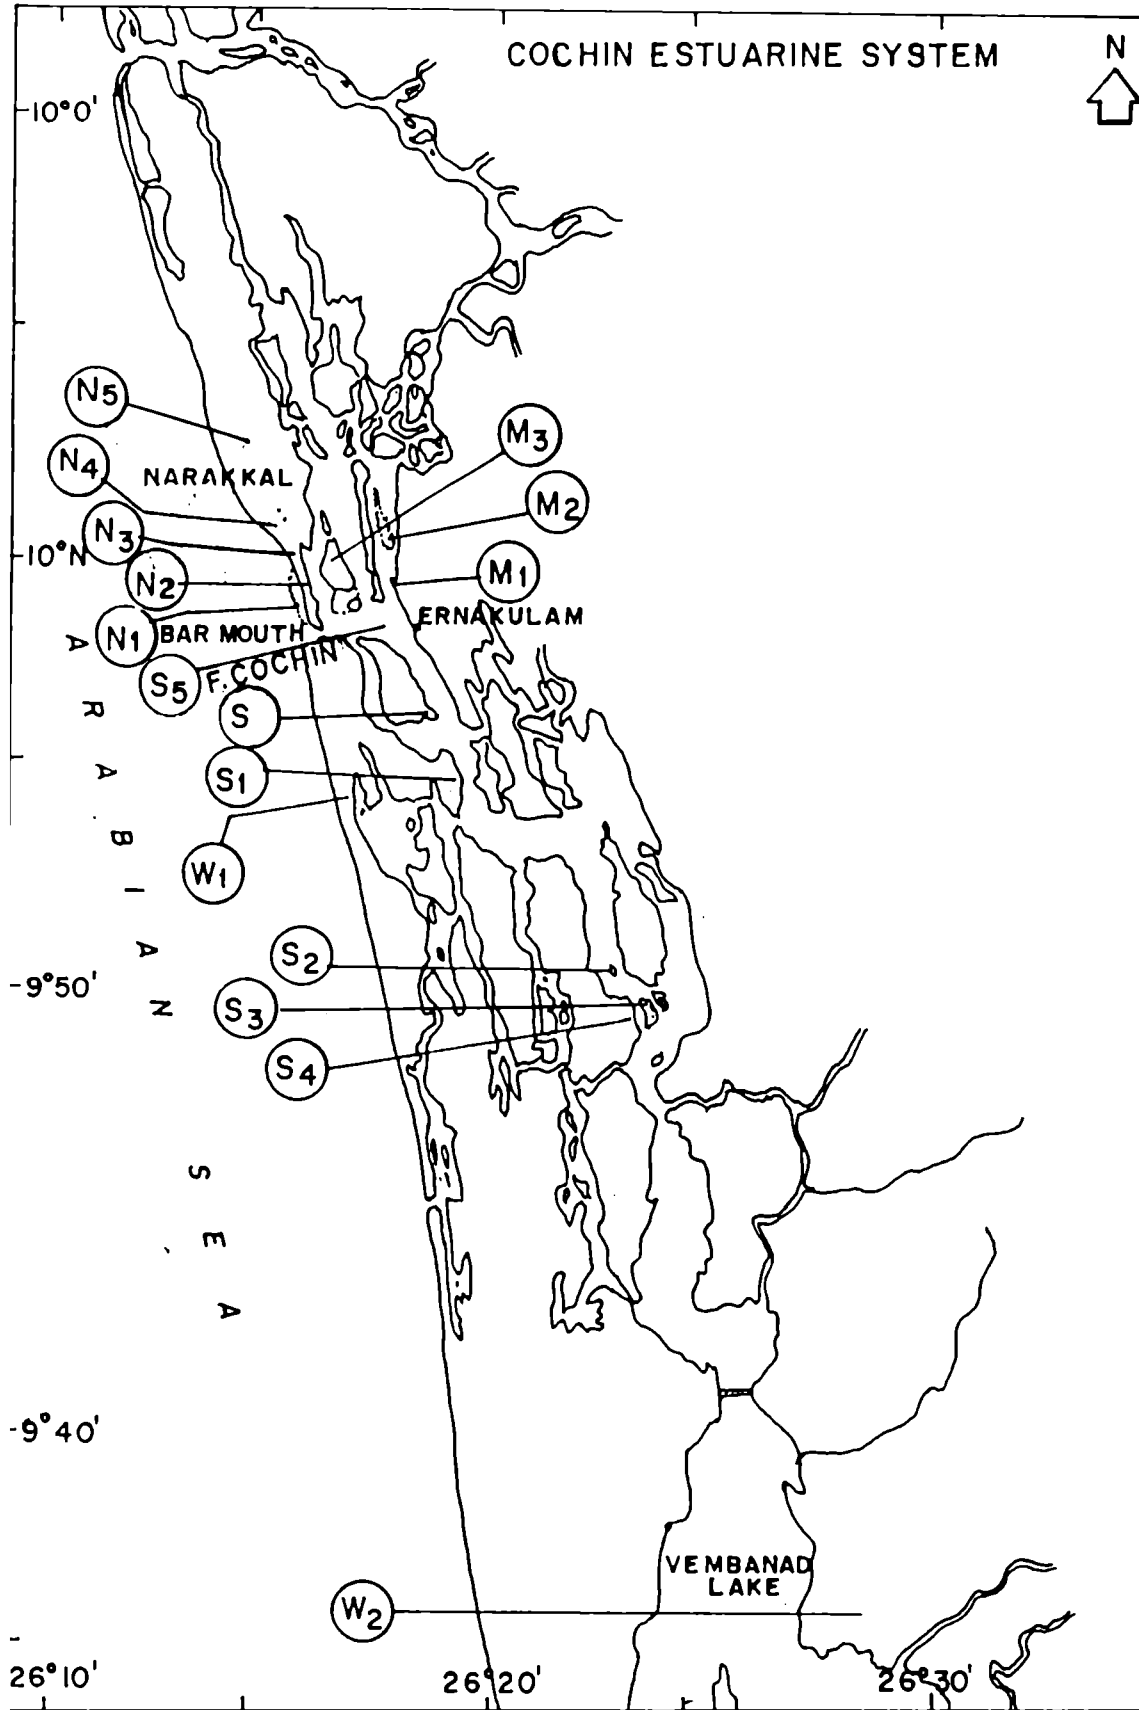 COCHIN ESTUARINE SYSTEM
N
10°0'
N5
N4
NARAKKAL
M3
M2
N3
10°N
N2
M1
N1
BAR MOUTH
ERNAKULAM
S5
F. COCHIN
S
S1
W1
ARABIAN SEA
S2
9°50'
S3
S4
9°40'
VEMBANAD
LAKE
W2
26°10'
26°20'
26°30'